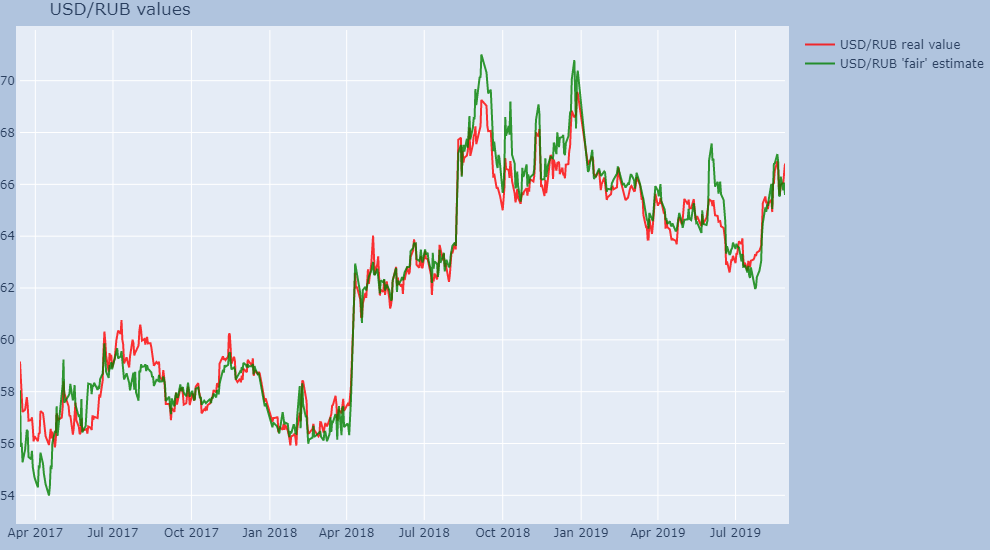 USD/RUB values
USD/RUB real value
USD/RUB 'fair' estimate
70
68
66
64
62
60
58
56
54
Apr 2017
Jul 2017
Oct 2017
Jan 2018
Apr 2018
Jul 2018
Oct 2018
Jan 2019
Apr 2019
Jul 2019